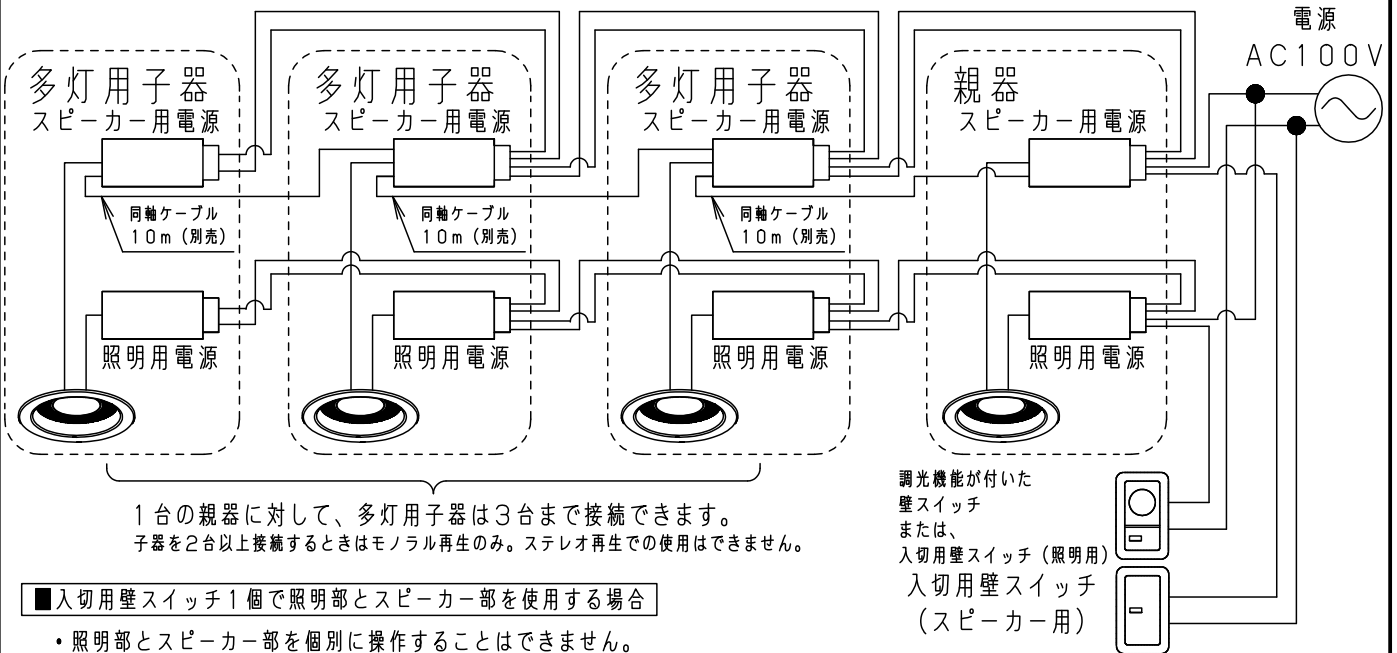 電源
AC100V
多灯用子器
スピーカー用電源
多灯用子器
スピーカー用電源
多灯用子器
スピーカー用電源
親器
スピーカー用電源
同軸ケーブル
10m(別売)
同軸ケーブル
10m(別売)
同軸ケーブル
10m(別売)
照明用電源
照明用電源
照明用電源
照明用電源
1台の親器に対して、多灯用子器は3台まで接続できます。
子器を2台以上接続するときはモノラル再生のみ。ステレオ再生での使用はできません。
調光機能が付いた
壁スイッチ
または、
入切用壁スイッチ(照明用)
入切用壁スイッチ
(スピーカー用)
■入切用壁スイッチ1個で照明部とスピーカー部を使用する場合
・照明部とスピーカー部を個別に操作することはできません。